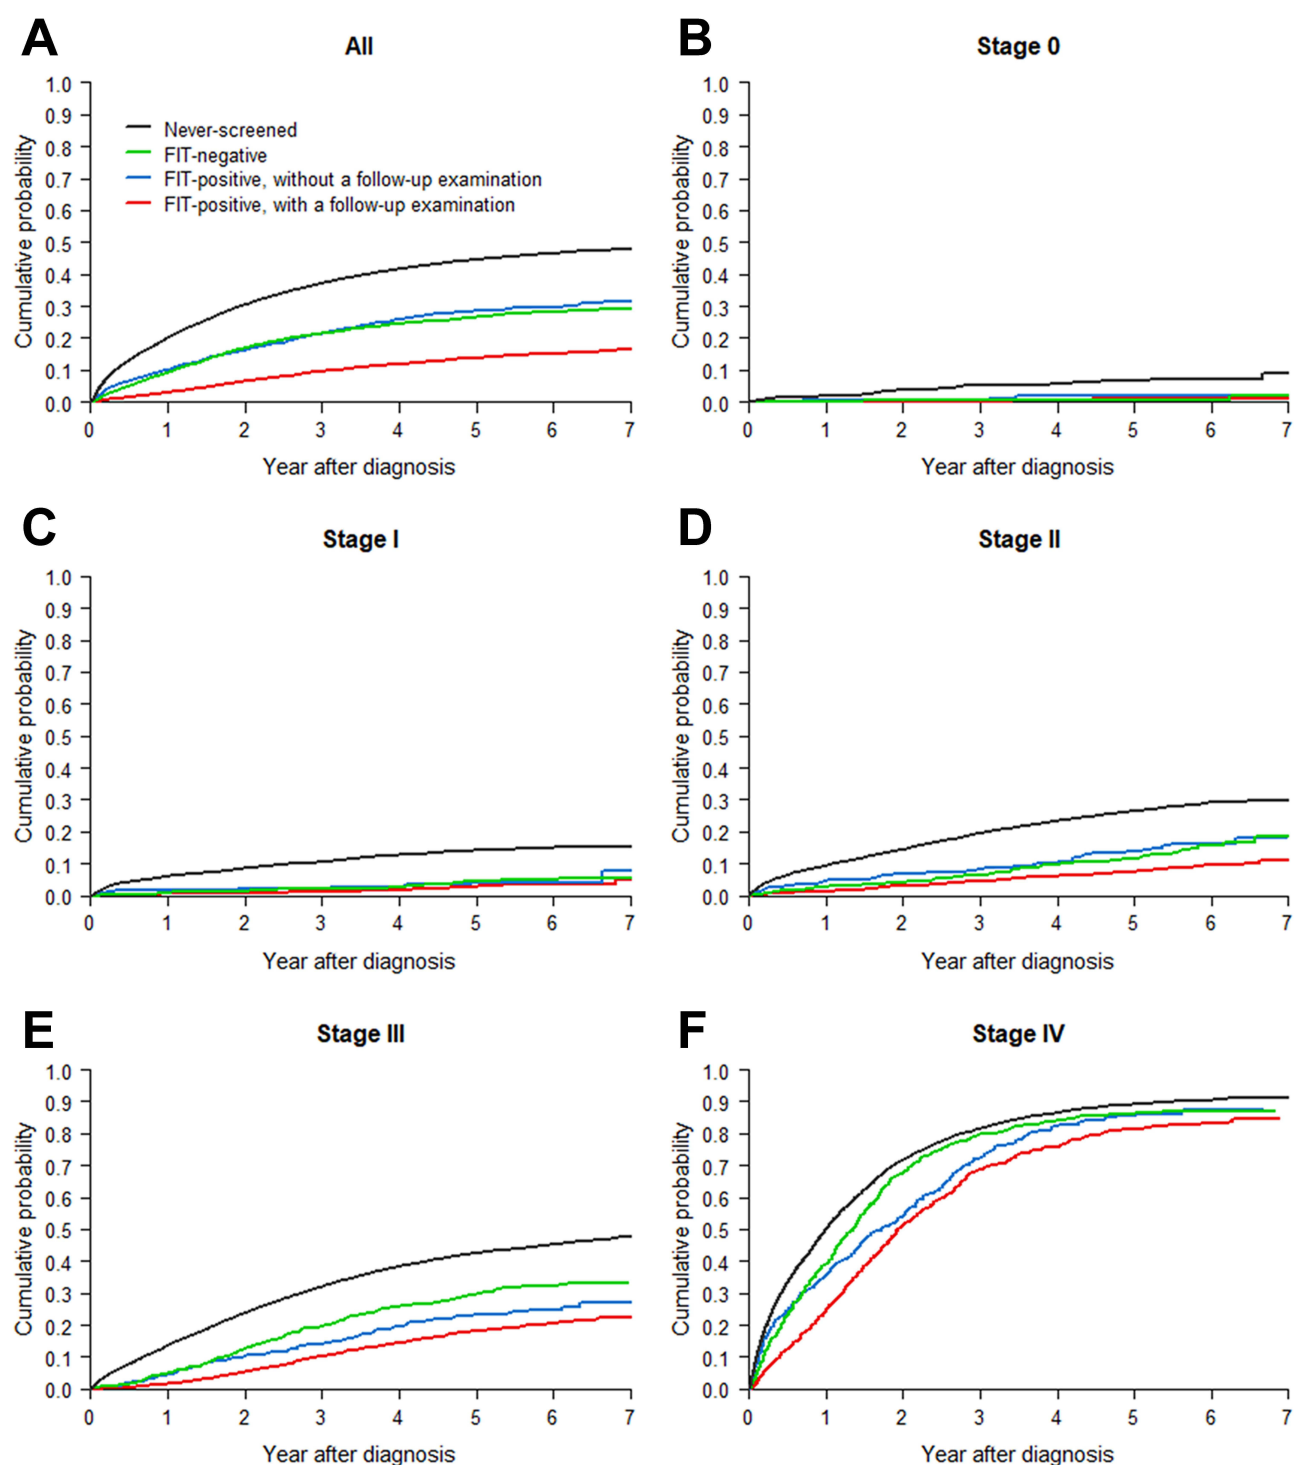 A
All
1.0
0.9
0.8
0.7
0.6
0.5
0.4
0.3
0.2
0.1
0.0
Cumulative probability
Never-screened
FIT-negative
FIT-positive, without a follow-up examination
FIT-positive, with a follow-up examination
0 1 2 3 4 5 6 7
Year after diagnosis
B
Stage 0
1.0
0.9
0.8
0.7
0.6
0.5
0.4
0.3
0.2
0.1
0.0
Cumulative probability
0 1 2 3 4 5 6 7
Year after diagnosis
C
Stage I
1.0
0.9
0.8
0.7
0.6
0.5
0.4
0.3
0.2
0.1
0.0
Cumulative probability
0 1 2 3 4 5 6 7
Year after diagnosis
D
Stage II
1.0
0.9
0.8
0.7
0.6
0.5
0.4
0.3
0.2
0.1
0.0
Cumulative probability
0 1 2 3 4 5 6 7
Year after diagnosis
E
Stage III
1.0
0.9
0.8
0.7
0.6
0.5
0.4
0.3
0.2
0.1
0.0
Cumulative probability
0 1 2 3 4 5 6 7
Year after diagnosis
F
Stage IV
1.0
0.9
0.8
0.7
0.6
0.5
0.4
0.3
0.2
0.1
0.0
Cumulative probability
0 1 2 3 4 5 6 7
Year after diagnosis